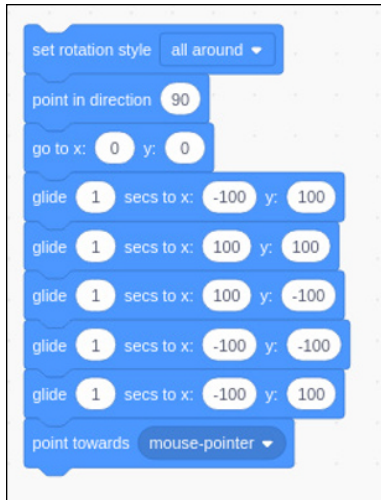 set rotation style all around
point in direction 90
go to x: 0 y: 0
glide 1 secs to x: -100 y: 100
glide 1 secs to x: 100 y: 100
glide 1 secs to x: 100 y: -100
glide 1 secs to x: -100 y: -100
glide 1 secs to x: -100 y: 100
point towards mouse-pointer